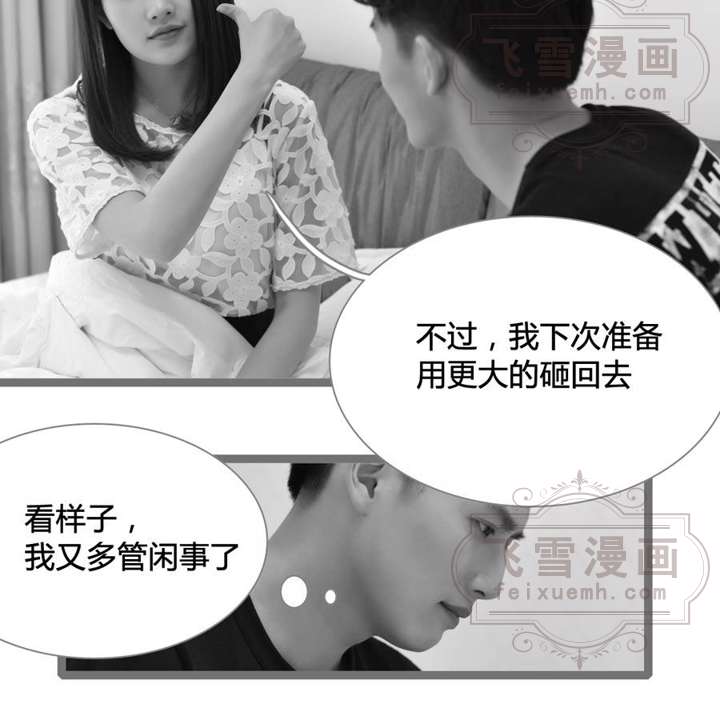 飞雪漫画
feixuemh.com
不过，我下次准备
用更大的砸回去
看样子，
我又多管闲事了
飞雪漫画
feixuemh.com